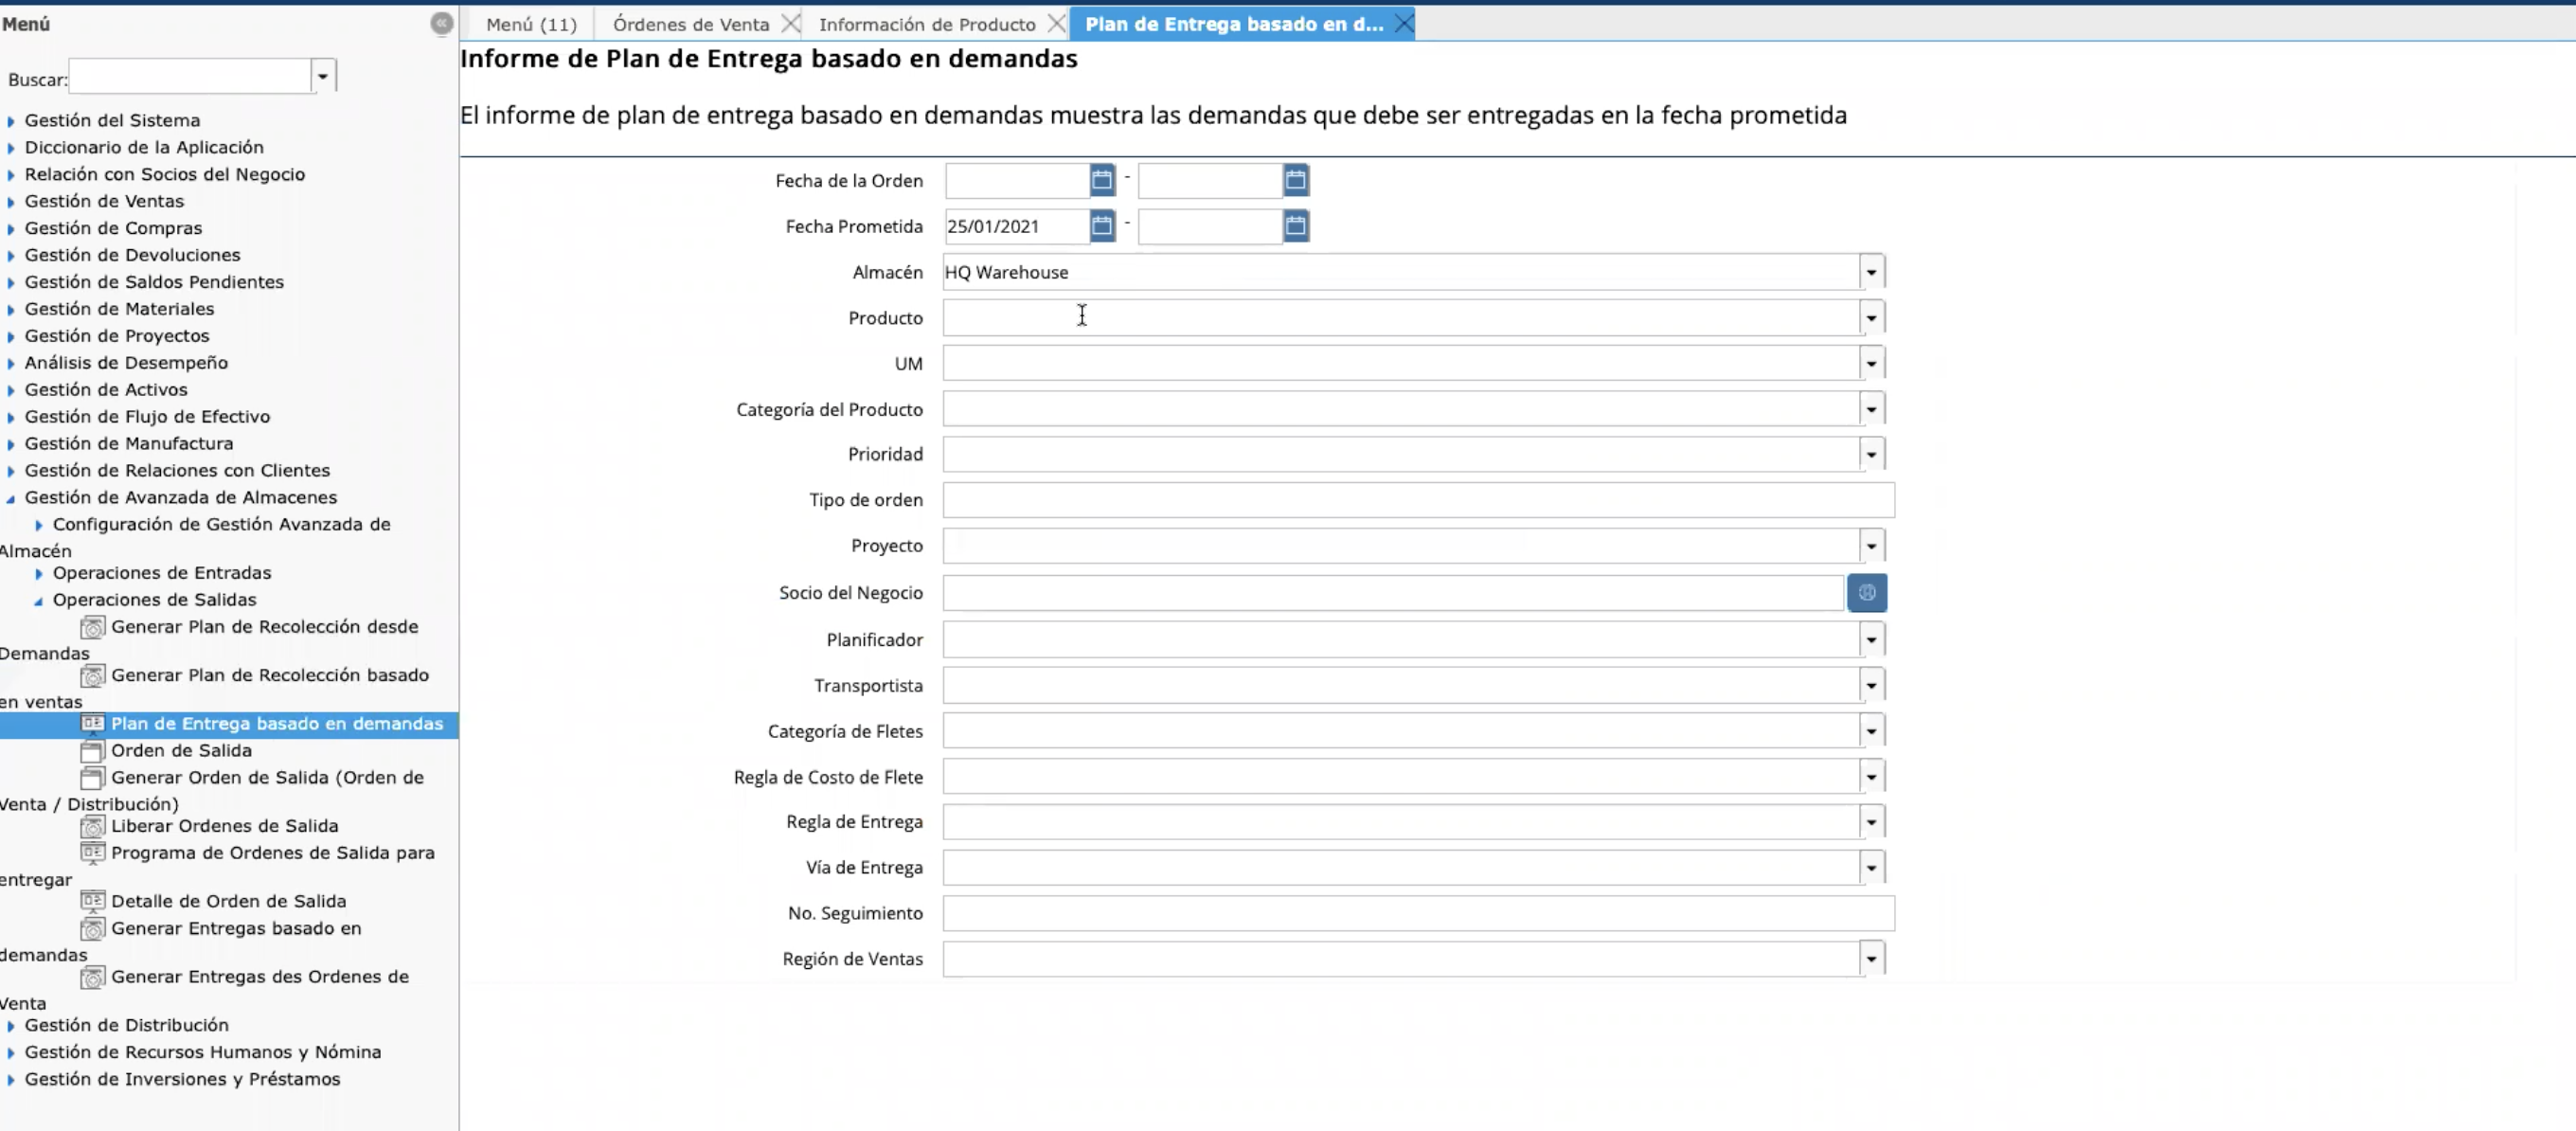 Menú
Buscar:
Gestión del Sistema
Diccionario de la Aplicación
Relación con Socios del Negocio
Gestión de Ventas
Gestión de Compras
Gestión de Devoluciones
Gestión de Saldos Pendientes
Gestión de Materiales
Gestión de Proyectos
Análisis de Desempeño
Gestión de Activos
Gestión de Flujo de Efectivo
Gestión de Manufactura
Gestión de Relaciones con Clientes
Gestión de Avanzada de Almacenes
Configuración de Gestión Avanzada de
Almacén
Operaciones de Entradas
Operaciones de Salidas
Generar Plan de Recolección desde
Demandas
Generar Plan de Recolección basado
en ventas
Plan de Entrega basado en demandas
Orden de Salida
Generar Orden de Salida (Orden de
Venta / Distribución)
Liberar Ordenes de Salida
Programa de Ordenes de Salida para
entregar
Detalle de Orden de Salida
Generar Entregas basado en
demandas
Generar Entregas des Ordenes de
Venta
Gestión de Distribución
Gestión de Recursos Humanos y Nómina
Gestión de Inversiones y Préstamos
Menú (11) Órdenes de Venta Información de Producto Plan de Entrega basado en d...
Informe de Plan de Entrega basado en demandas
El informe de plan de entrega basado en demandas muestra las demandas que debe ser entregadas en la fecha prometida
Fecha de la Orden -
Fecha Prometida 25/01/2021 -
Almacén HQ Warehouse
Producto
UM
Categoría del Producto
Prioridad
Tipo de orden
Proyecto
Socio del Negocio
Planificador
Transportista
Categoría de Fletes
Regla de Costo de Flete
Regla de Entrega
Vía de Entrega
No. Seguimiento
Región de Ventas